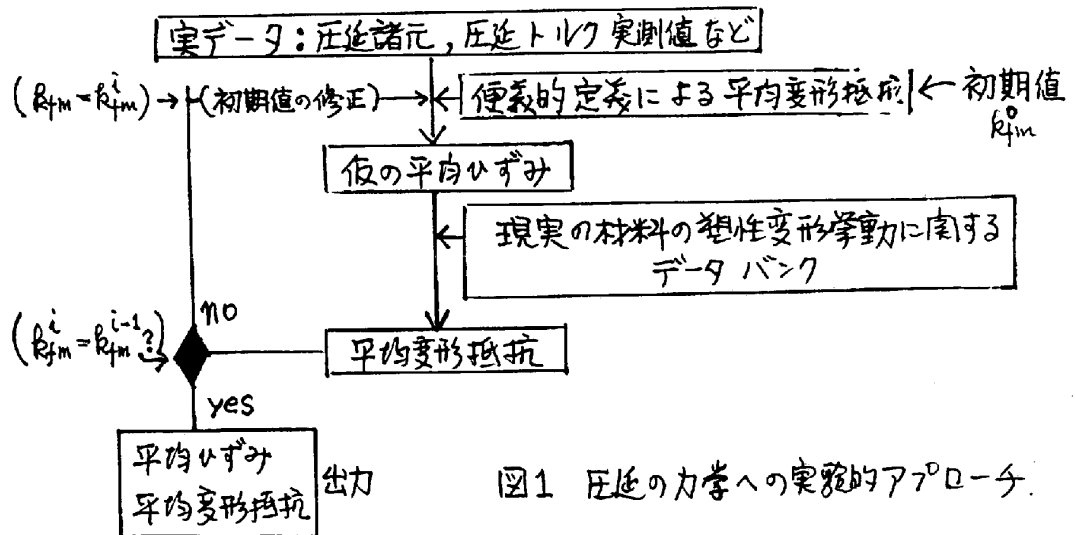 実データ：圧延諸元，圧延トルク実測値など
(k_fm = k_fm^i) → (初期値の修正) →
便義的定義による平均変形抵抗 ← 初期値
k_fm^0
仮の平均ひずみ
現実の材料の塑性変形挙動に関する
データバンク
no
(k_fm^i = k_fm^i-1 ?)
平均変形抵抗
yes
平均ひずみ
平均変形抵抗
出力
図1 圧延の力学への実験的アプローチ.